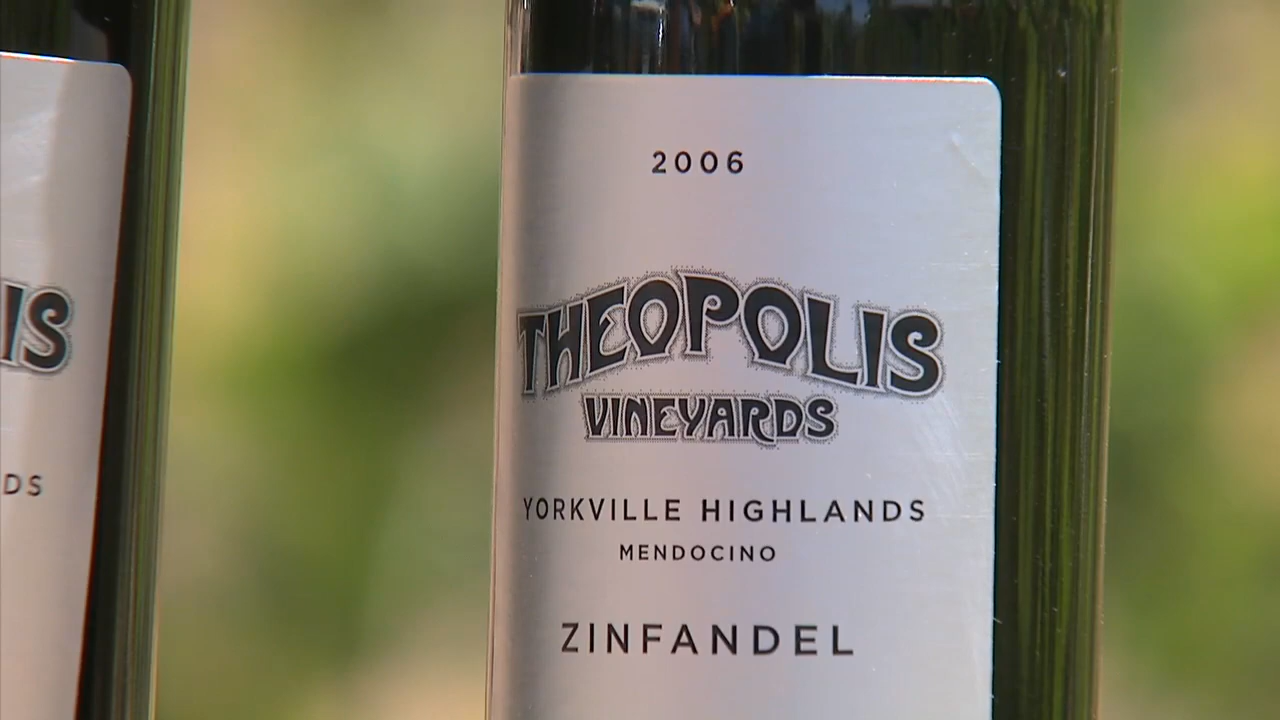 2006
THEOPOLIS
VINEYARDS
YORKVILLE HIGHLANDS
MENDOCINO
ZINFANDEL
IS
DS